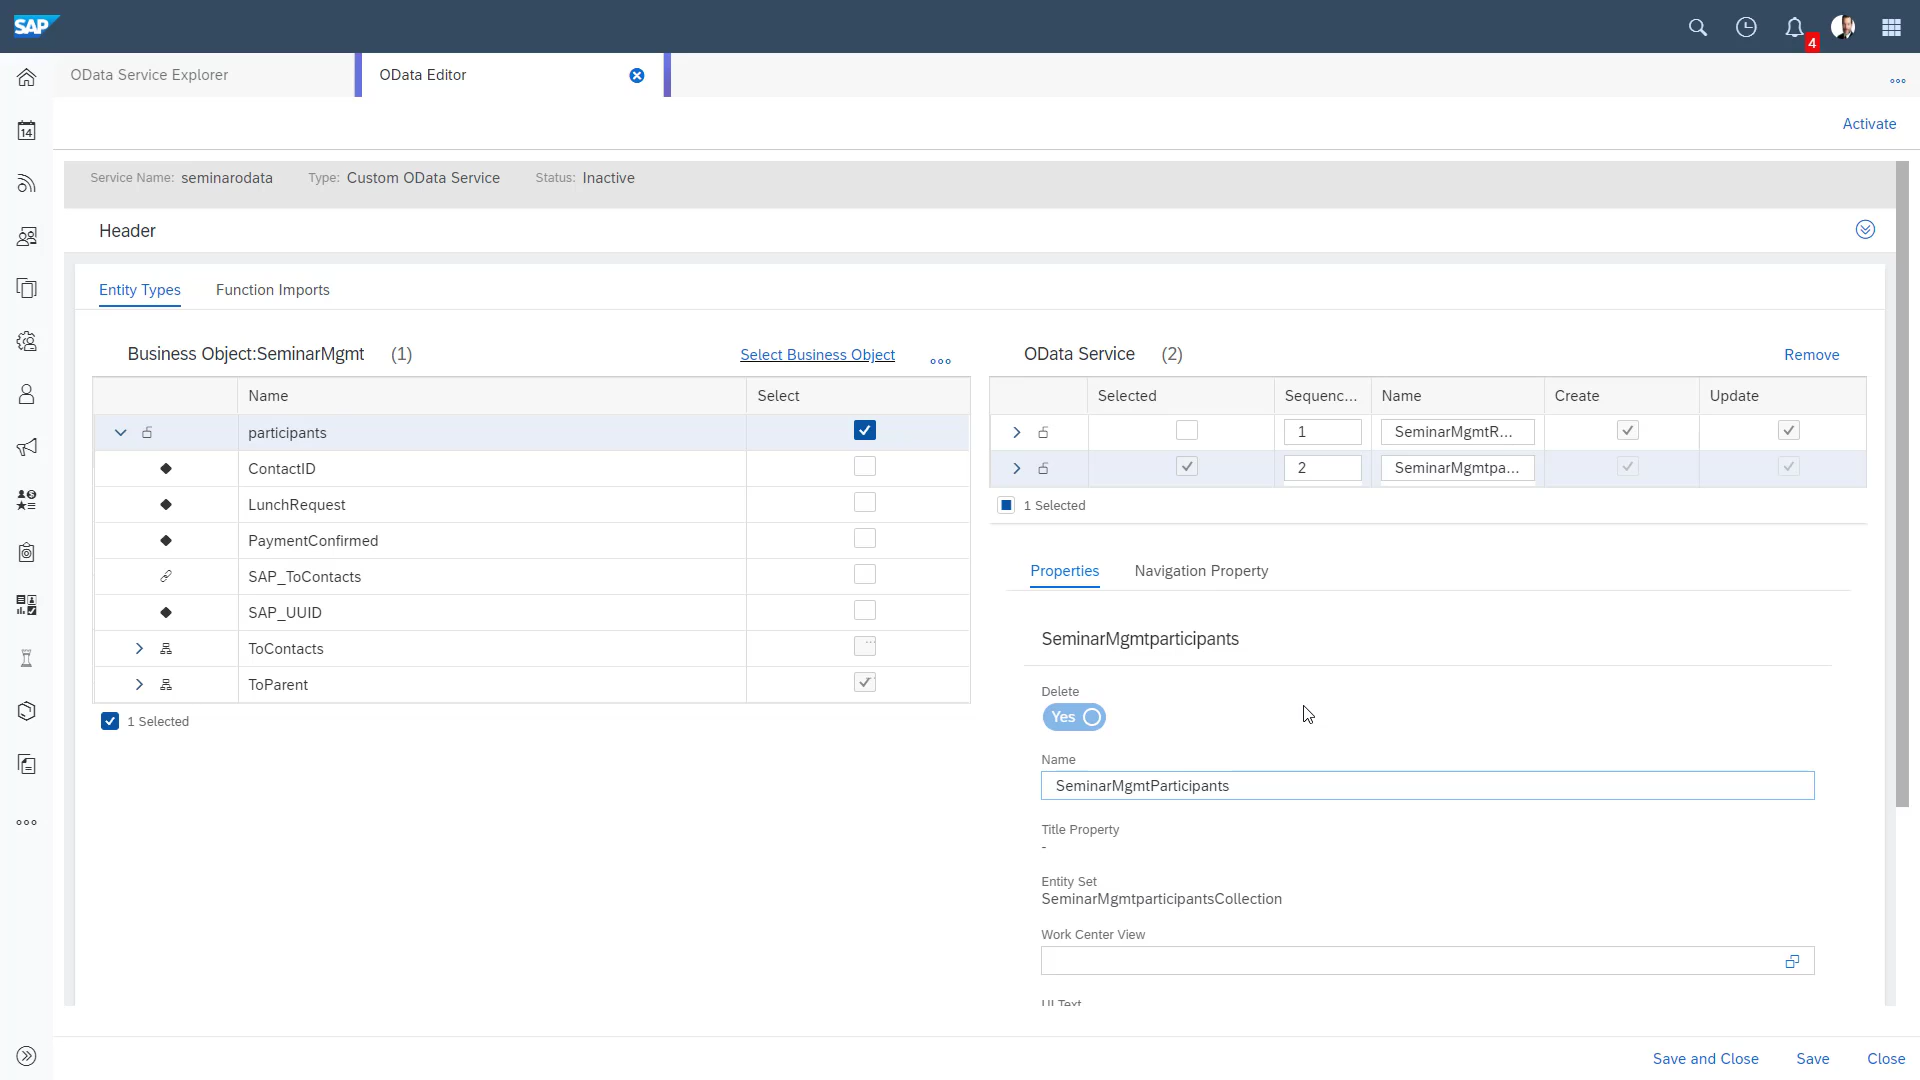 SAP
4
OData Service Explorer
OData Editor
14
Activate
Service Name: seminarodata Type: Custom OData Service Status: Inactive
Header
Entity Types Function Imports
Business Object:SeminarMgmt (1) Select Business Object
Name Select
participants
ContactID
LunchRequest
PaymentConfirmed
SAP_ToContacts
SAP_UUID
ToContacts
ToParent
1 Selected
OData Service (2) Remove
Selected Sequenc... Name Create Update
1 SeminarMgmtR...
2 SeminarMgmtpa...
1 Selected
Properties Navigation Property
SeminarMgmtparticipants
Delete
Yes
Name
SeminarMgmtParticipants
Title Property
-
Entity Set
SeminarMgmtparticipantsCollection
Work Center View
UI Text
Save and Close Save Close